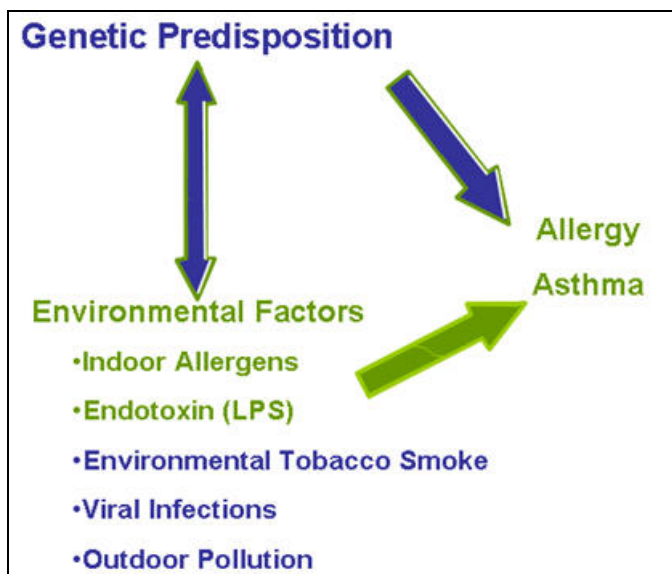 Genetic Predisposition
Allergy
Asthma
Environmental Factors
•Indoor Allergens
•Endotoxin (LPS)
•Environmental Tobacco Smoke
•Viral Infections
•Outdoor Pollution